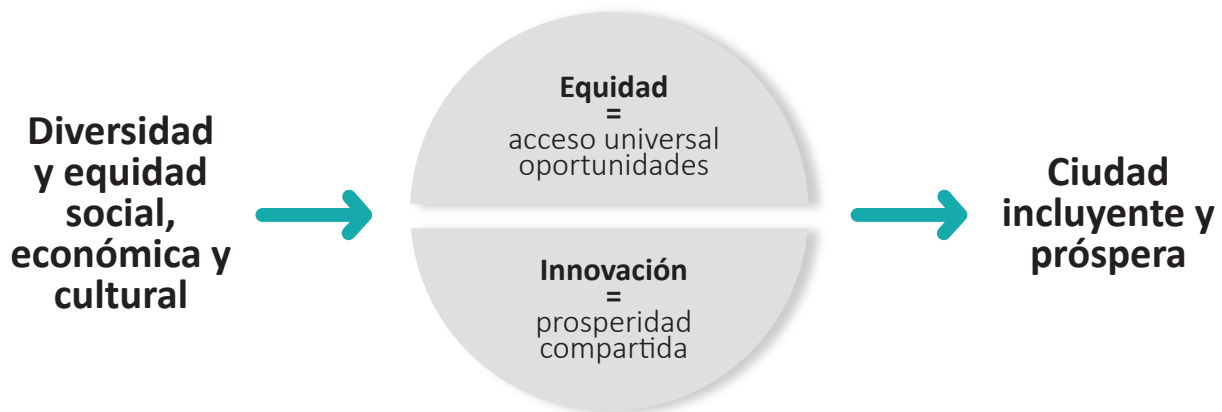 Diversidad
y equidad
social,
económica y
cultural
Equidad
=
acceso universal
oportunidades
Innovación
=
prosperidad
compartida
Ciudad
incluyente y
próspera